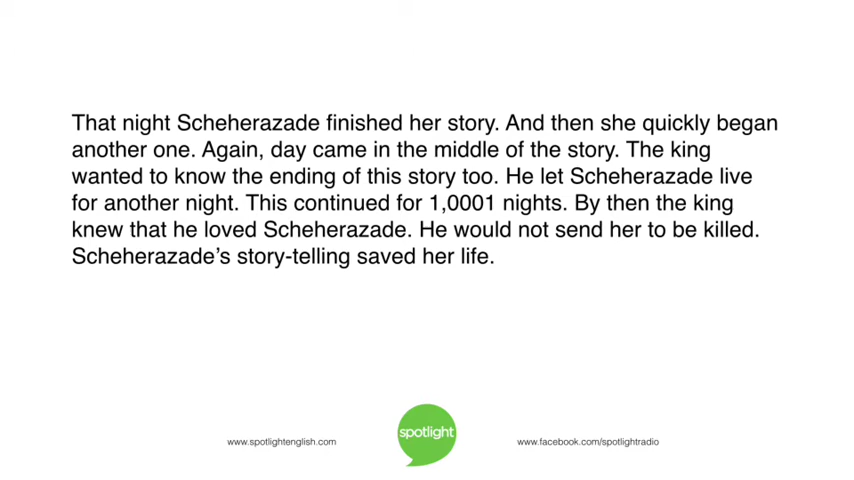 That night Scheherazade finished her story. And then she quickly began
another one. Again, day came in the middle of the story. The king
wanted to know the ending of this story too. He let Scheherazade live
for another night. This continued for 1,0001 nights. By then the king
knew that he loved Scheherazade. He would not send her to be killed.
Scheherazade’s story-telling saved her life.
www.spotlightenglish.com
spotlight
www.facebook.com/spotlightradio